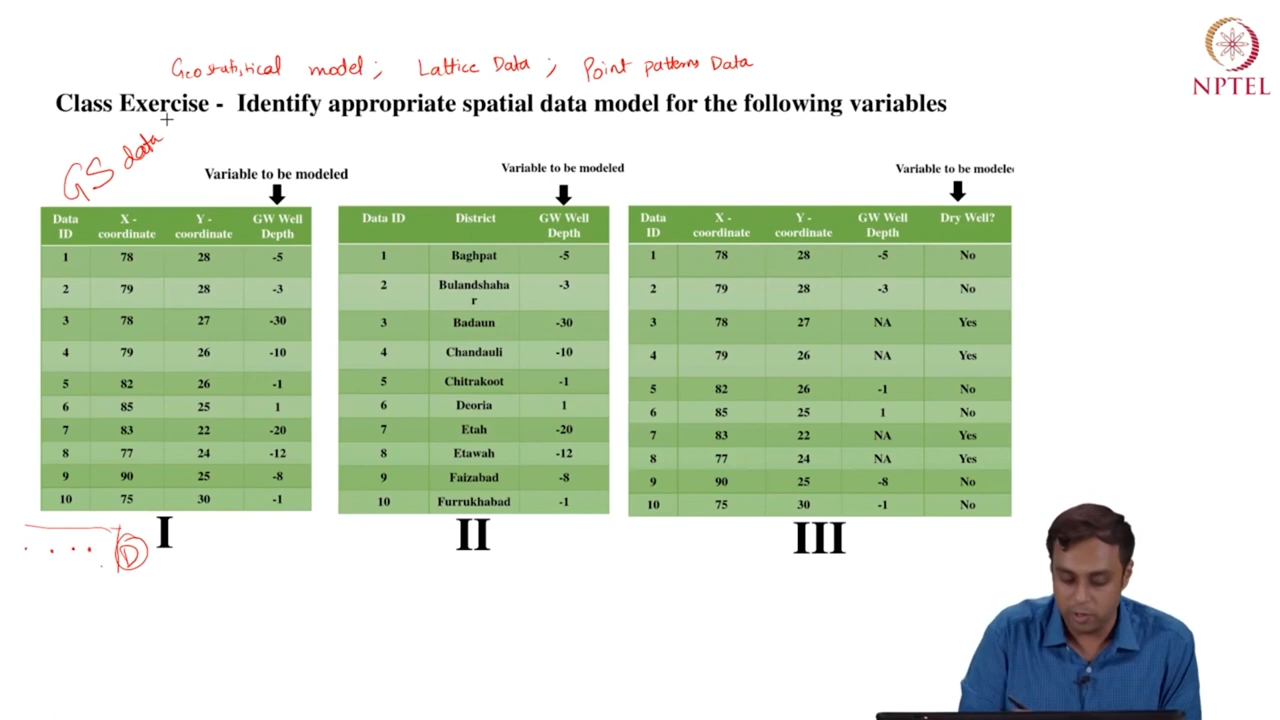 Geostatistical model; Lattice Data; Point patterns Data
NPTEL
Class Exercise - Identify appropriate spatial data model for the following variables
GS data
Variable to be modeled
Data ID X - coordinate Y - coordinate GW Well Depth
1 78 28 -5
2 79 28 -3
3 78 27 -30
4 79 26 -10
5 82 26 -1
6 85 25 1
7 83 22 -20
8 77 24 -12
9 90 25 -8
10 75 30 -1
D
I
Variable to be modeled
Data ID District GW Well Depth
1 Baghpat -5
2 Bulandshaha
r -3
3 Badaun -30
4 Chandauli -10
5 Chitrakoot -1
6 Deoria 1
7 Etah -20
8 Etawah -12
9 Faizabad -8
10 Furrukhabad -1
II
Variable to be modele
Data ID X - coordinate Y - coordinate GW Well Depth Dry Well?
1 78 28 -5 No
2 79 28 -3 No
3 78 27 NA Yes
4 79 26 NA Yes
5 82 26 -1 No
6 85 25 1 No
7 83 22 NA Yes
8 77 24 NA Yes
9 90 25 -8 No
10 75 30 -1 No
III